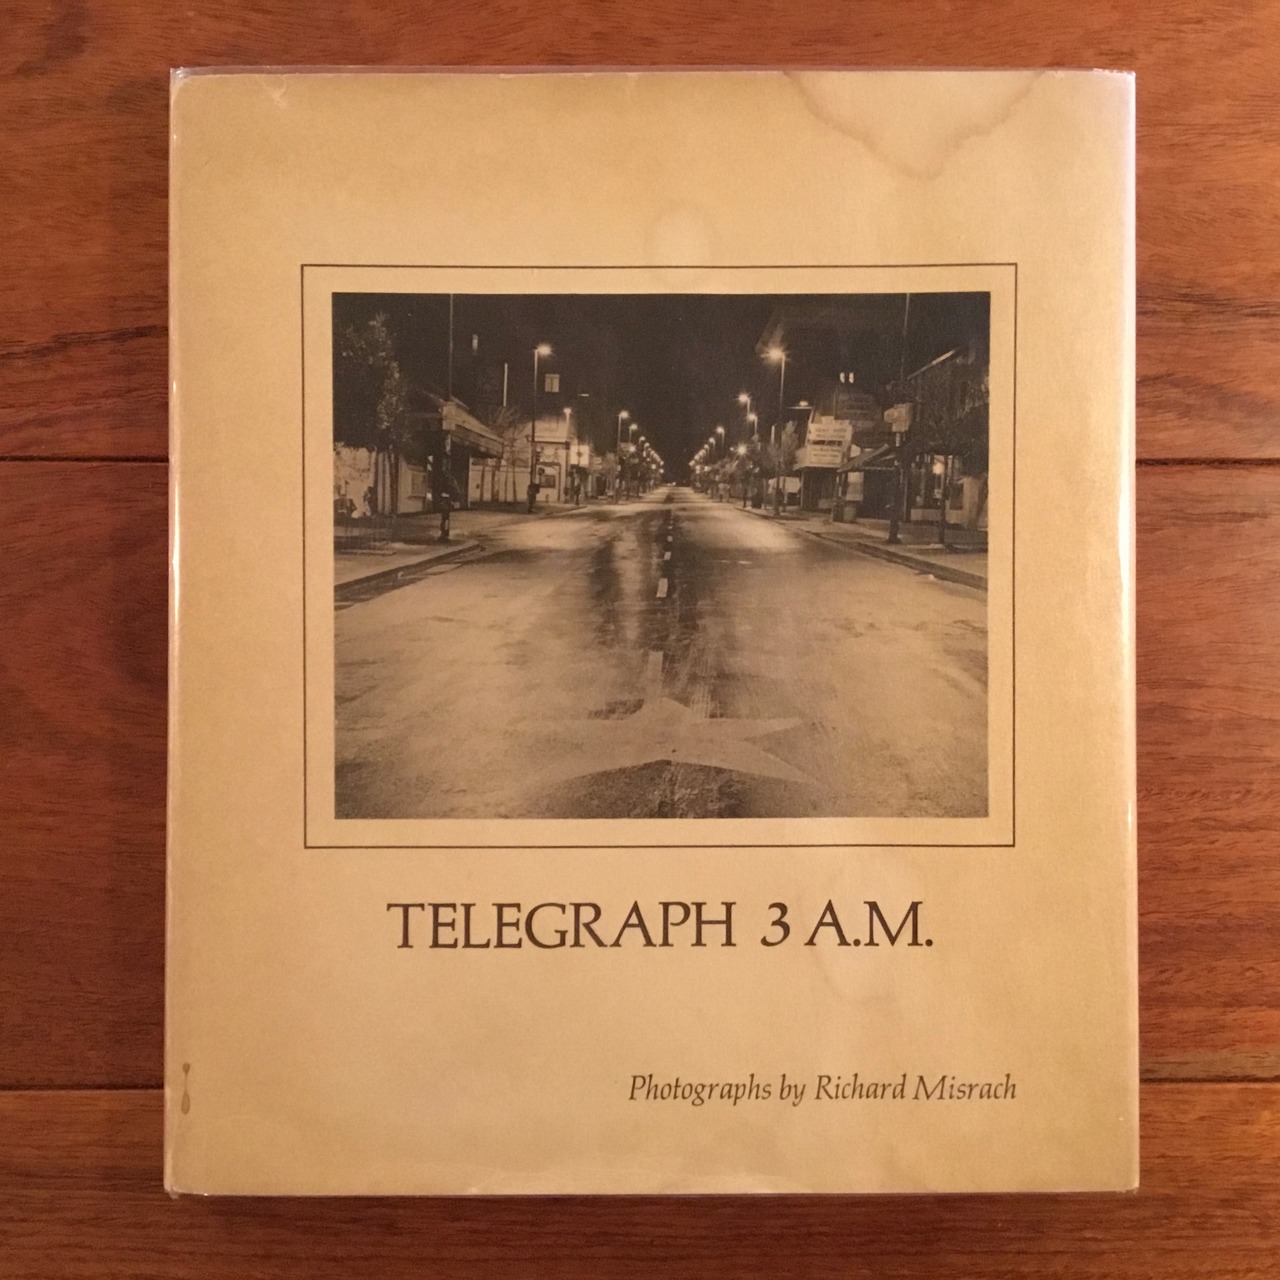 TELEGRAPH 3 A.M.
Photographs by Richard Misrach